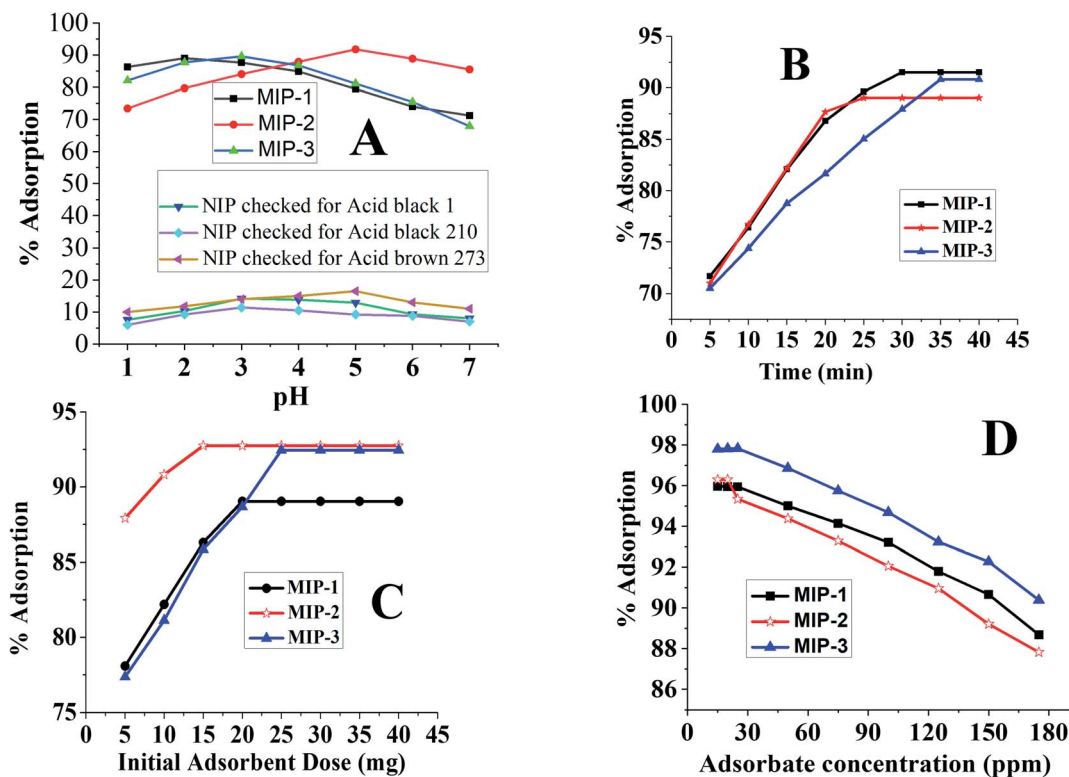 100
90
80
70
60
50
40
30
20
10
0
% Adsorption
MIP-1
MIP-2
MIP-3
A
NIP checked for Acid black 1
NIP checked for Acid black 210
NIP checked for Acid brown 273
1 2 3 4 5 6 7
pH
B
90
85
80
75
70
% Adsorption
MIP-1
MIP-2
MIP-3
0 5 10 15 20 25 30 35 40 45
Time (min)
95
90
85
80
75
% Adsorption
MIP-1
MIP-2
MIP-3
C
0 5 10 15 20 25 30 35 40 45
Initial Adsorbent Dose (mg)
100
98
96
94
92
90
88
86
% Adsorption
D
MIP-1
MIP-2
MIP-3
0 30 60 90 120 150 180
Adsorbate concentration (ppm)